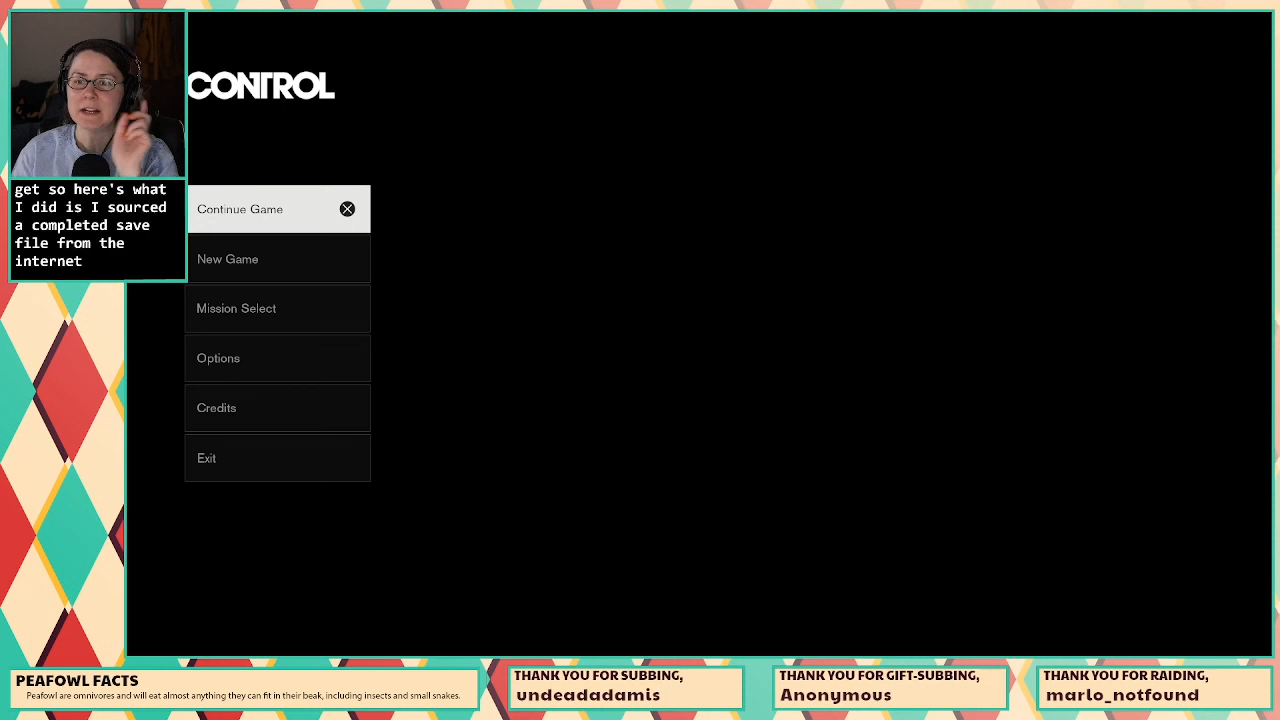 CONTROL
get so here's what
I did is I sourced
a completed save
file from the
internet
Continue Game
New Game
Mission Select
Options
Credits
Exit
PEAFOWL FACTS
Peafowl are omnivores and will eat almost anything they can fit in their beak, including insects and small snakes.
THANK YOU FOR SUBBING,
undeadadamis
THANK YOU FOR GIFT-SUBBING,
Anonymous
THANK YOU FOR RAIDING,
marlo_notfound